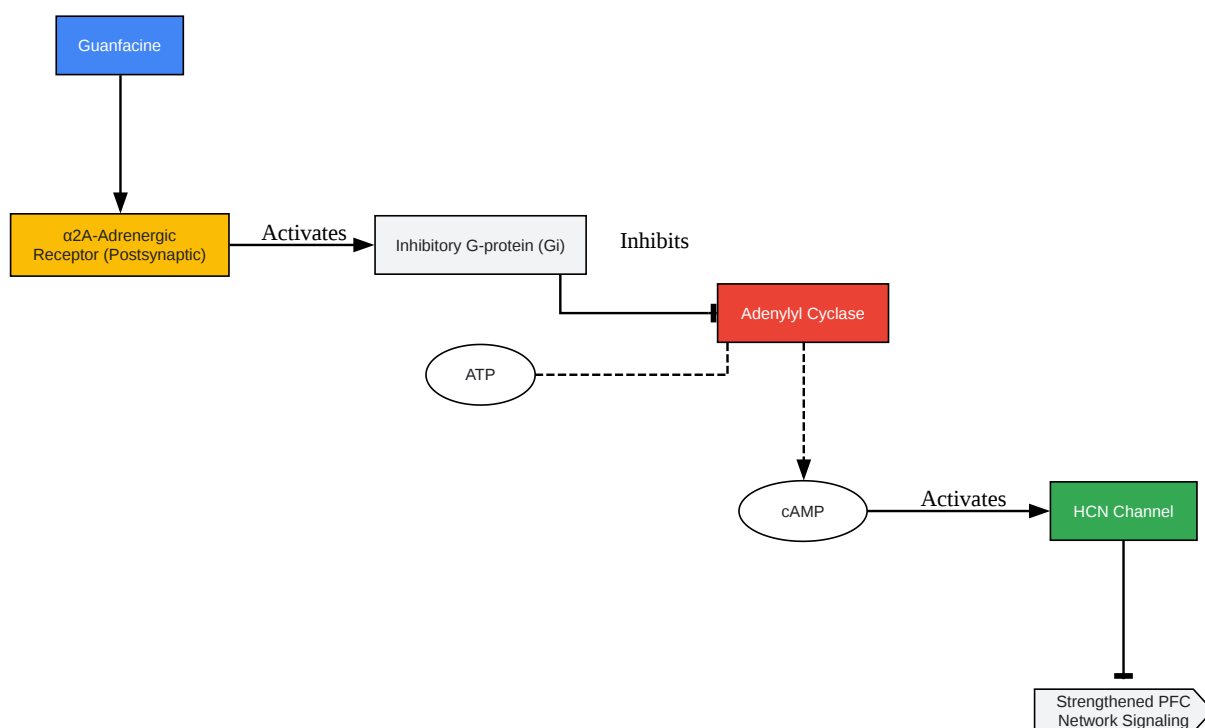 Guanfacine
α2A-Adrenergic
Receptor (Postsynaptic)
Activates
Inhibitory G-protein (Gi)
Inhibits
Adenylyl Cyclase
ATP
cAMP
Activates
HCN Channel
Strengthened PFC
Network Signaling